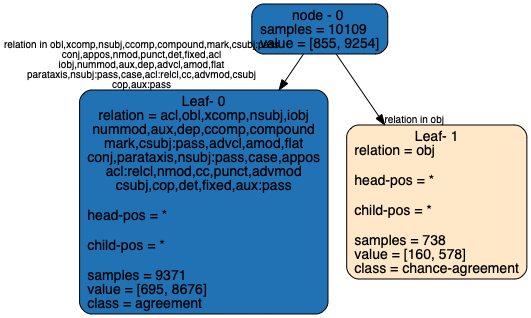 node - 0
samples = 10109
value = [855, 9254]
relation in obl,xcomp,nsubj,ccomp,compound,mark,csubj:pass
conj,appos,nmod,punct,det,fixed,acl
iobj,nummod,aux,dep,advcl,amod,flat
parataxis,nsubj:pass,case,acl:relcl,advmod,csubj
cop,aux:pass
relation in obj
Leaf- 0
relation = acl,obl,xcomp,nsubj,iobj
nummod,aux,dep,ccomp,compound
mark,csubj:pass,advcl,amod,flat
conj,parataxis,nsubj:pass,case,appos
acl:relcl,nmod,cc,punct,advmod
csubj,cop,det,fixed,aux:pass
head-pos = *
child-pos = *
samples = 9371
value = [695, 8676]
class = agreement
Leaf- 1
relation = obj
head-pos = *
child-pos = *
samples = 738
value = [160, 578]
class = chance-agreement